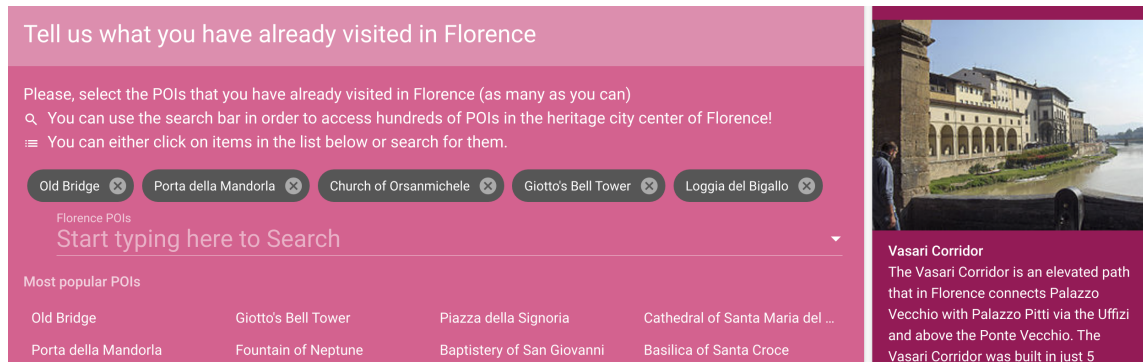 Tell us what you have already visited in Florence
Please, select the POIs that you have already visited in Florence (as many as you can)
You can use the search bar in order to access hundreds of POIs in the heritage city center of Florence!
You can either click on items in the list below or search for them.
Old Bridge Porta della Mandorla Church of Orsanmichele Giotto's Bell Tower Loggia del Bigallo
Florence POIs
Start typing here to Search
Most popular POIs
Old Bridge Giotto's Bell Tower Piazza della Signoria Cathedral of Santa Maria del ...
Porta della Mandorla Fountain of Neptune Baptistery of San Giovanni Basilica of Santa Croce
Vasari Corridor
The Vasari Corridor is an elevated path
that in Florence connects Palazzo
Vecchio with Palazzo Pitti via the Uffizi
and above the Ponte Vecchio. The
Vasari Corridor was built in just 5